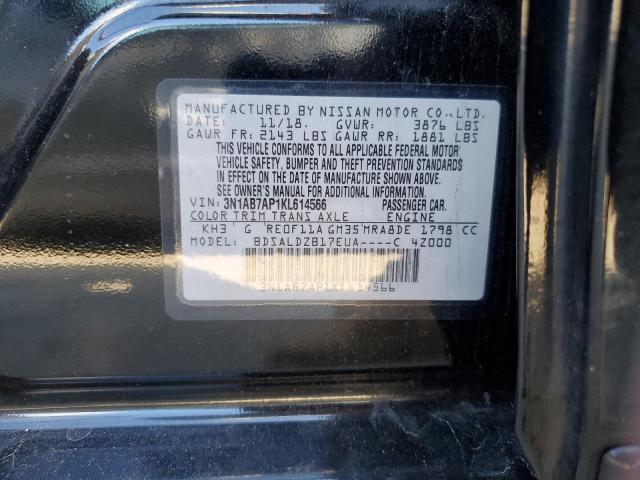 MANUFACTURED BY NISSAN MOTOR CO.,LTD.
DATE: 11/18. GVWR: 3876 LBS
GAWR FR: 2143 LBS GAWR RR: 1881 LBS
THIS VEHICLE CONFORMS TO ALL APPLICABLE FEDERAL MOTOR
VEHICLE SAFETY, BUMPER AND THEFT PREVENTION STANDARDS
IN EFFECT ON THE DATE OF MANUFACTURE SHOWN ABOVE.
SEE OWNER'S MANUAL FOR ADDITIONAL INFORMATION.
VIN: 3N1AB7AP1KL614566 PASSENGER CAR
COLOR TRIM TRANS AXLE ENGINE
KH3 G RE0F11A GM35 MRA8DE 1798 CC
MODEL: BDSALDZB17EUA----C 4Z000
3N1AB7AP1KL614566